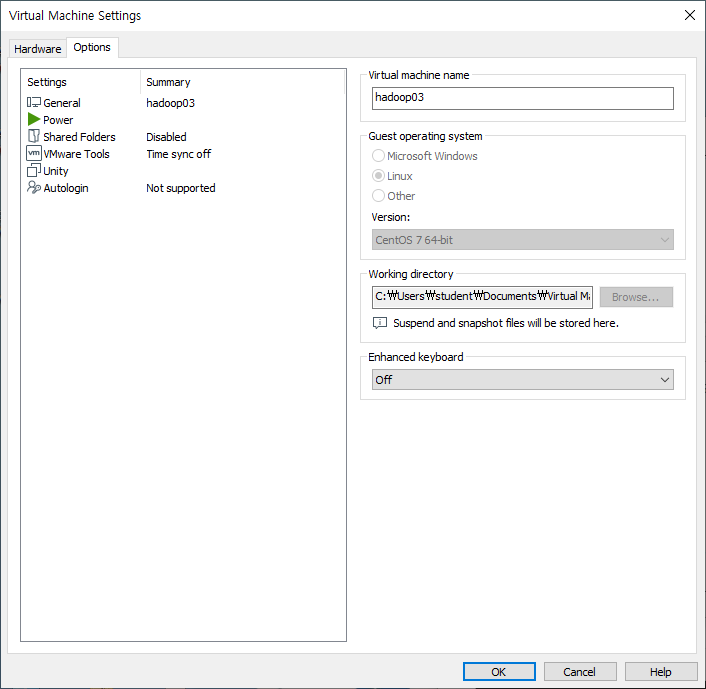 Virtual Machine Settings
Hardware Options
Settings Summary
General hadoop03
Power
Shared Folders Disabled
vm VMware Tools Time sync off
Unity
Autologin Not supported
Virtual machine name
hadoop03
Guest operating system
Microsoft Windows
Linux
Other
Version:
CentOS 7 64-bit
Working directory
C:₩Users₩student₩Documents₩Virtual Ma
Browse...
Suspend and snapshot files will be stored here.
Enhanced keyboard
Off
OK Cancel Help